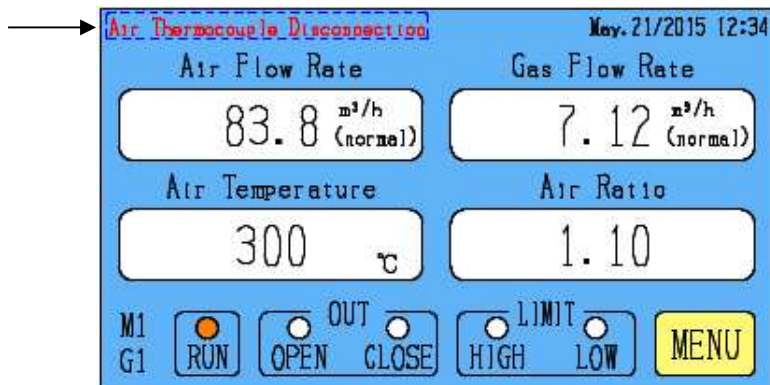 Air Thermocouple Disconnection May.21/2015 12:34
Air Flow Rate Gas Flow Rate
83.8 m³/h (normal) 7.12 m³/h (normal)
Air Temperature Air Ratio
300 ℃ 1.10
OUT LIMIT
M1
G1 RUN OPEN CLOSE HIGH LOW MENU